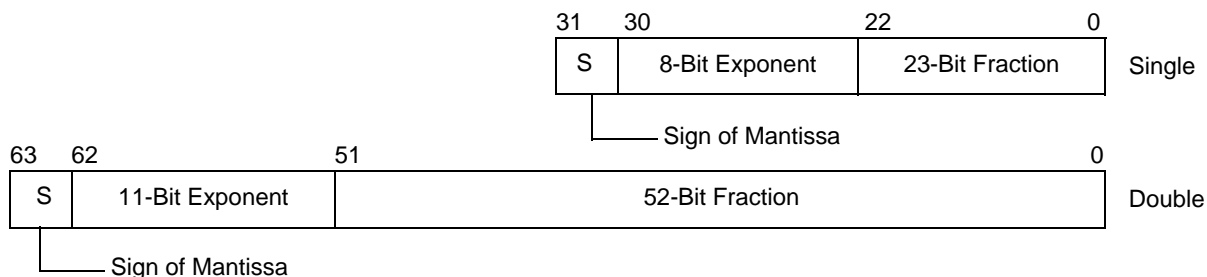 31 30 22 0
S 8-Bit Exponent 23-Bit Fraction Single
Sign of Mantissa
63 62 51 0
S 11-Bit Exponent 52-Bit Fraction Double
Sign of Mantissa